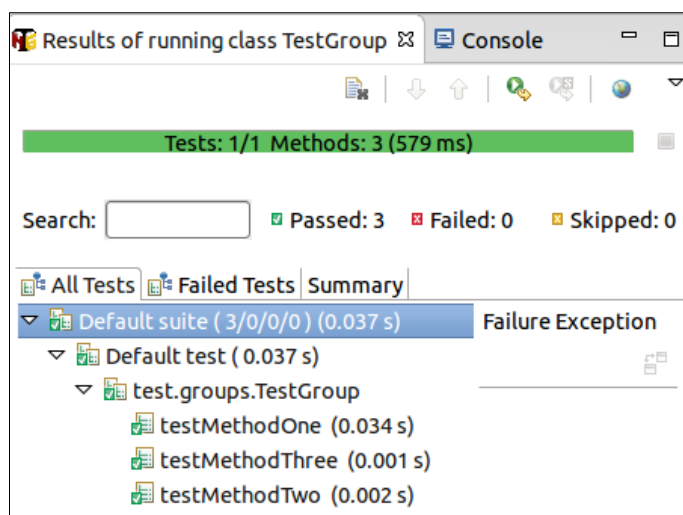 Results of running class TestGroup Console
Tests: 1/1 Methods: 3 (579 ms)
Search: Passed: 3 Failed: 0 Skipped: 0
All Tests Failed Tests Summary
Default suite ( 3/0/0/0 ) (0.037 s) Failure Exception
Default test ( 0.037 s)
test.groups.TestGroup
testMethodOne (0.034 s)
testMethodThree (0.001 s)
testMethodTwo (0.002 s)